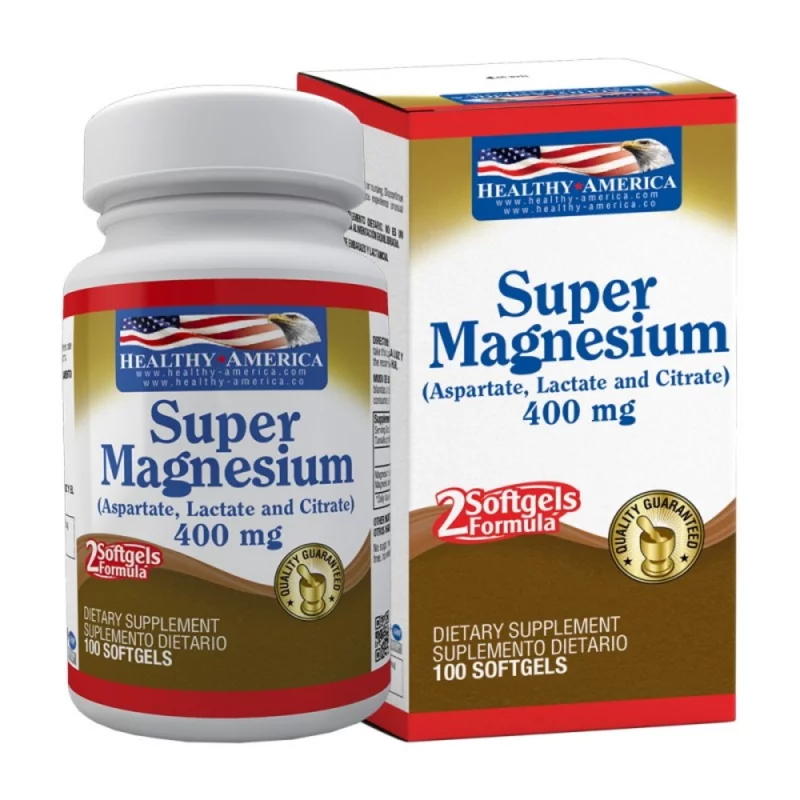 HEALTHY★AMERICA
www.healthy-america.com
www.healthy-america.co
Super
Magnesium
(Aspartate, Lactate and Citrate)
400 mg
2 Softgels
Formula
QUALITY GUARANTEED
DIETARY SUPPLEMENT
SUPLEMENTO DIETARIO
100 SOFTGELS
HEALTHY★AMERICA
www.healthy-america.com
www.healthy-america.co
Super
Magnesium
(Aspartate, Lactate and Citrate)
400 mg
2 Softgels
Formula
QUALITY GUARANTEED
DIETARY SUPPLEMENT
SUPLEMENTO DIETARIO
100 SOFTGELS